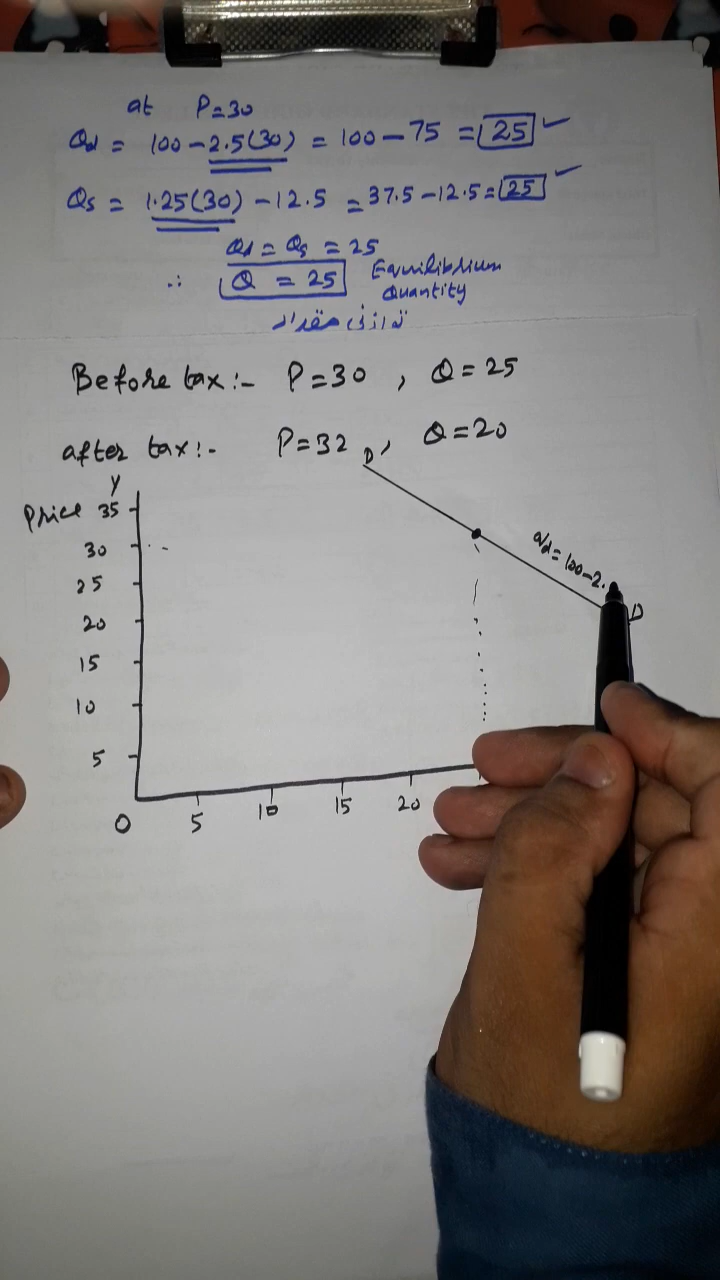 at P=30
Qd = 100-2.5(30) = 100-75 = 25 ✓
Qs = 1.25(30)-12.5 = 37.5-12.5=25 ✓
Qd = Qs = 25
∴ Q = 25 Equilibrium
Quantity
توازنی مقدار
Before tax:- P=30 , Q=25
after tax:- P=32 , Q=20
D
Y
Price 35
30
25
20
15
10
5
Qd=100-2.
D
0 5 10 15 20